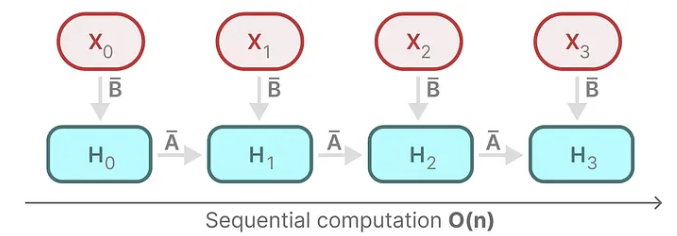 X₀ X₁ X₂ X₃
B̅ B̅ B̅ B̅
H₀ A̅ H₁ A̅ H₂ A̅ H₃
Sequential computation O(n)